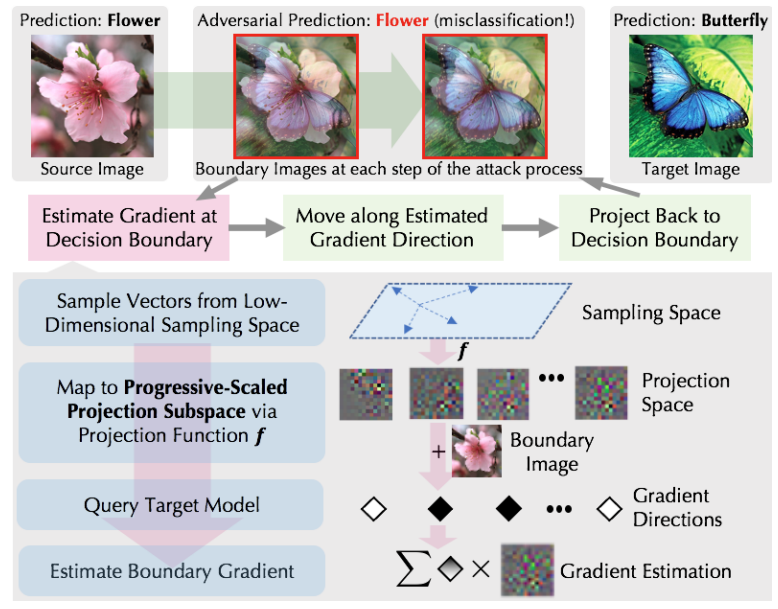 Prediction: Flower
Adversarial Prediction: Flower (misclassification!)
Prediction: Butterfly
Source Image
Boundary Images at each step of the attack process
Target Image
Estimate Gradient at
Decision Boundary
Move along Estimated
Gradient Direction
Project Back to
Decision Boundary
Sample Vectors from Low-
Dimensional Sampling Space
Sampling Space
f
Map to Progressive-Scaled
Projection Subspace via
Projection Function f
Projection
Space
+
Boundary
Image
Query Target Model
Gradient
Directions
Estimate Boundary Gradient
∑ ×
Gradient Estimation